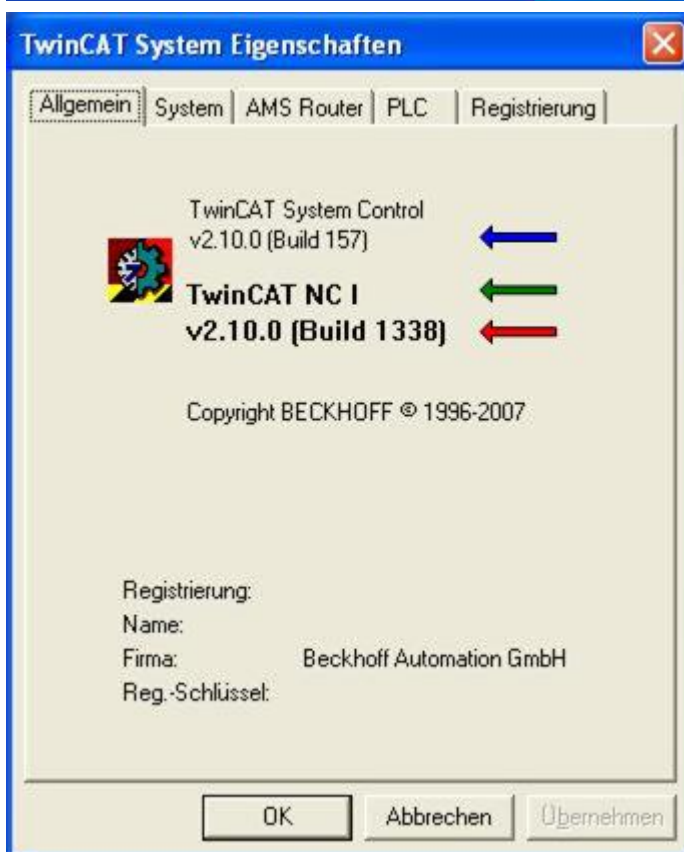 TwinCAT System Eigenschaften
Allgemein System AMS Router PLC Registrierung
TwinCAT System Control
v2.10.0 (Build 157)
TwinCAT NC I
v2.10.0 (Build 1338)
Copyright BECKHOFF © 1996-2007
Registrierung:
Name:
Firma: Beckhoff Automation GmbH
Reg.-Schlüssel:
OK Abbrechen Übernehmen